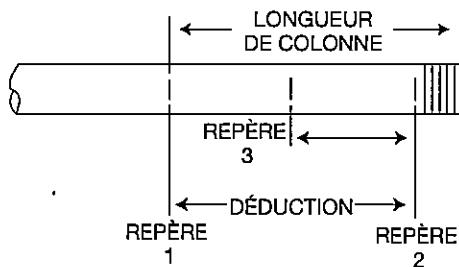 LONGUEUR
DE COLONNE
REPÈRE
3
DÉDUCTION
REPÈRE
1
REPÈRE
2